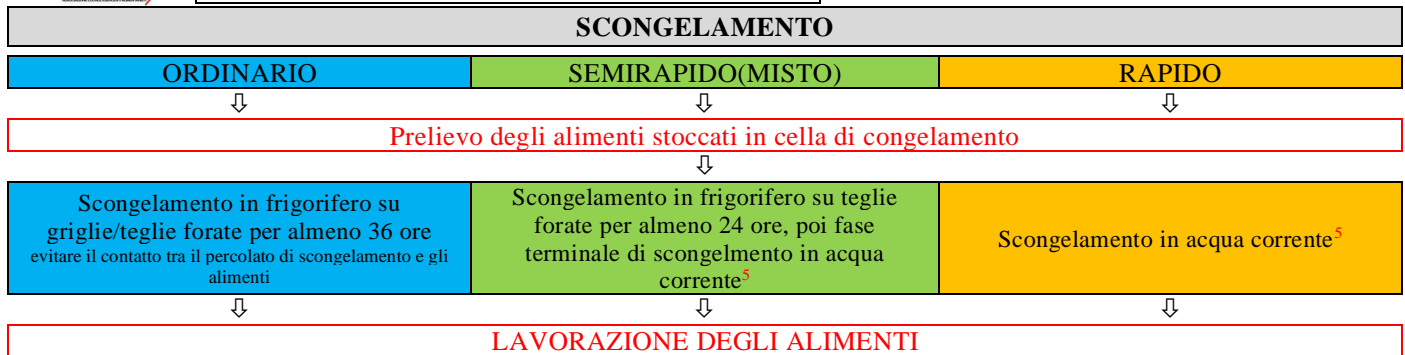 SCONGELAMENTO
ORDINARIO
SEMIRAPIDO(MISTO)
RAPIDO
⇩ ⇩ ⇩
Prelievo degli alimenti stoccati in cella di congelamento
⇩
Scongelamento in frigorifero su
griglie/teglie forate per almeno 36 ore
evitare il contatto tra il percolato di scongelamento e gli
alimenti
Scongelamento in frigorifero su teglie
forate per almeno 24 ore, poi fase
terminale di scongelmento in acqua
corrente5
Scongelamento in acqua corrente5
⇩ ⇩ ⇩
LAVORAZIONE DEGLI ALIMENTI